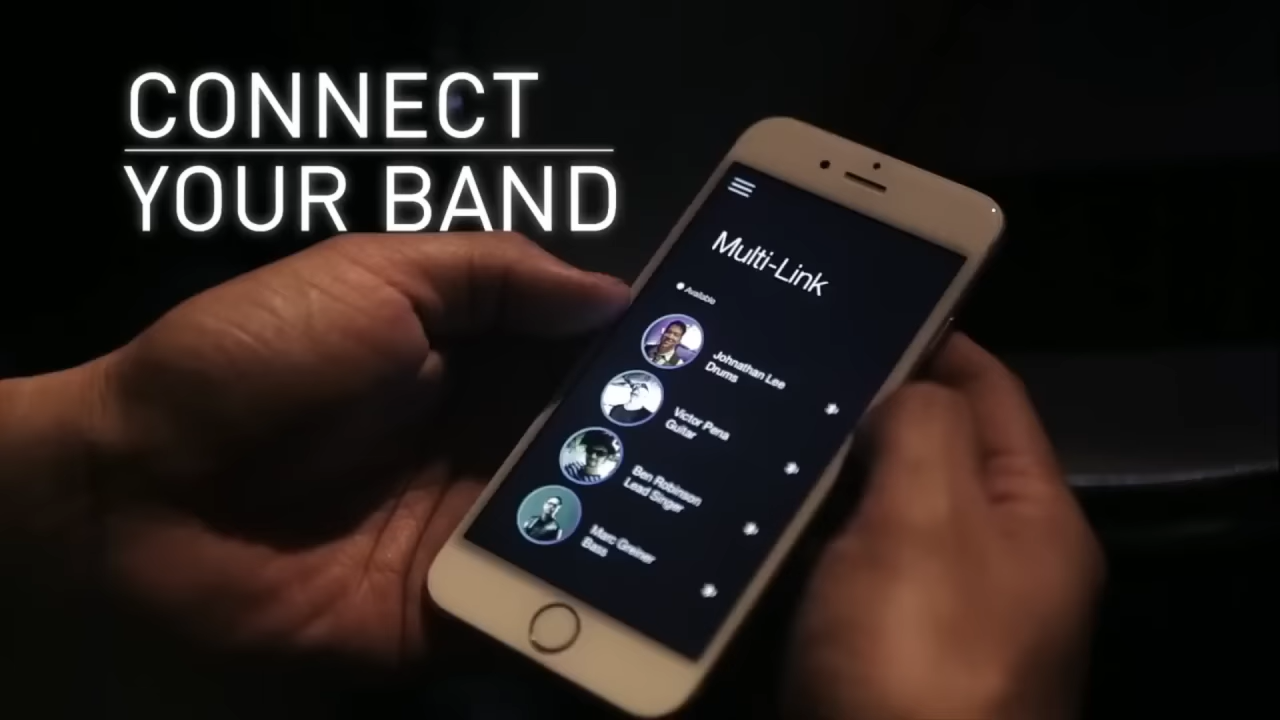 CONNECT
YOUR BAND
Multi-Link
Available
Johnathan Lee
Drums
Victor Pena
Guitar
Ben Robinson
Lead Singer
Marc Greiner
Bass